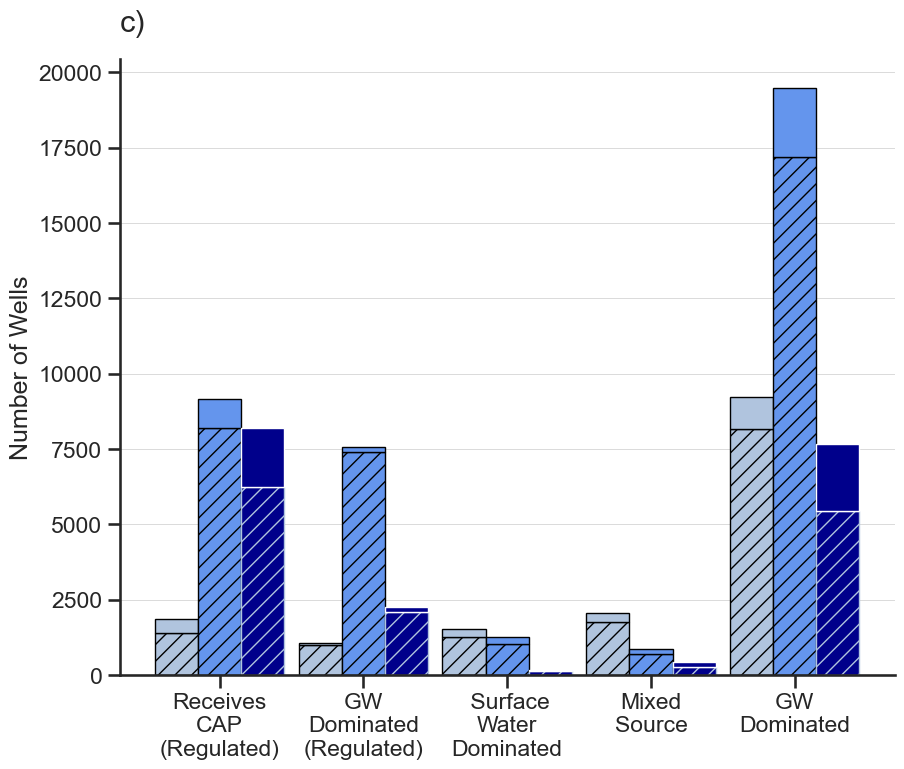 c)
Number of Wells
20000
17500
15000
12500
10000
7500
5000
2500
0
Receives
CAP
(Regulated)
GW
Dominated
(Regulated)
Surface
Water
Dominated
Mixed
Source
GW
Dominated